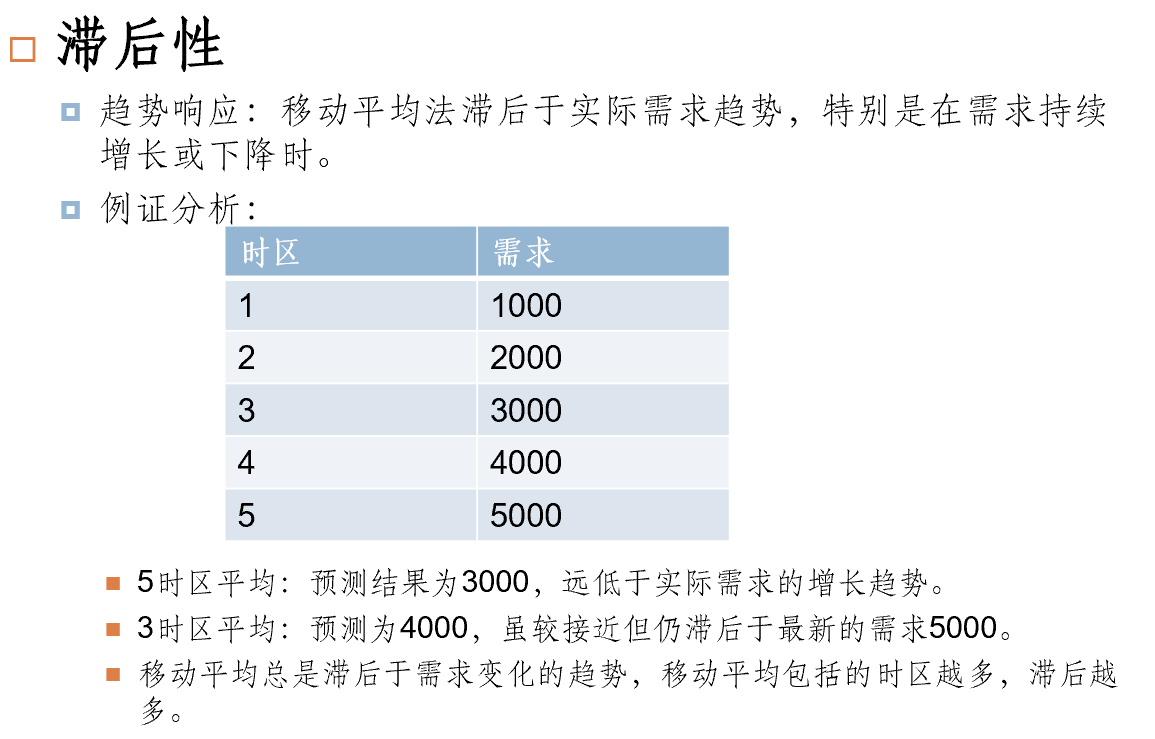 滞后性
趋势响应：移动平均法滞后于实际需求趋势，特别是在需求持续
增长或下降时。
例证分析：
时区 需求
1 1000
2 2000
3 3000
4 4000
5 5000
5时区平均：预测结果为3000，远低于实际需求的增长趋势。
3时区平均：预测为4000，虽较接近但仍滞后于最新的需求5000。
移动平均总是滞后于需求变化的趋势，移动平均包括的时区越多，滞后越
多。